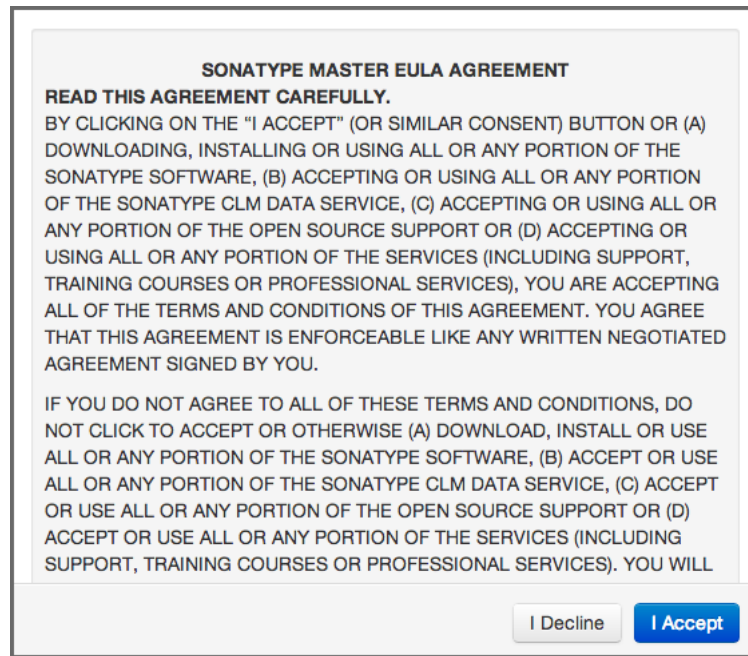 SONATYPE MASTER EULA AGREEMENT
READ THIS AGREEMENT CAREFULLY.
BY CLICKING ON THE “I ACCEPT” (OR SIMILAR CONSENT) BUTTON OR (A)
DOWNLOADING, INSTALLING OR USING ALL OR ANY PORTION OF THE
SONATYPE SOFTWARE, (B) ACCEPTING OR USING ALL OR ANY PORTION
OF THE SONATYPE CLM DATA SERVICE, (C) ACCEPTING OR USING ALL OR
ANY PORTION OF THE OPEN SOURCE SUPPORT OR (D) ACCEPTING OR
USING ALL OR ANY PORTION OF THE SERVICES (INCLUDING SUPPORT,
TRAINING COURSES OR PROFESSIONAL SERVICES), YOU ARE ACCEPTING
ALL OF THE TERMS AND CONDITIONS OF THIS AGREEMENT. YOU AGREE
THAT THIS AGREEMENT IS ENFORCEABLE LIKE ANY WRITTEN NEGOTIATED
AGREEMENT SIGNED BY YOU.
IF YOU DO NOT AGREE TO ALL OF THESE TERMS AND CONDITIONS, DO
NOT CLICK TO ACCEPT OR OTHERWISE (A) DOWNLOAD, INSTALL OR USE
ALL OR ANY PORTION OF THE SONATYPE SOFTWARE, (B) ACCEPT OR USE
ALL OR ANY PORTION OF THE SONATYPE CLM DATA SERVICE, (C) ACCEPT
OR USE ALL OR ANY PORTION OF THE OPEN SOURCE SUPPORT OR (D)
ACCEPT OR USE ALL OR ANY PORTION OF THE SERVICES (INCLUDING
SUPPORT, TRAINING COURSES OR PROFESSIONAL SERVICES). YOU WILL
I Decline
I Accept